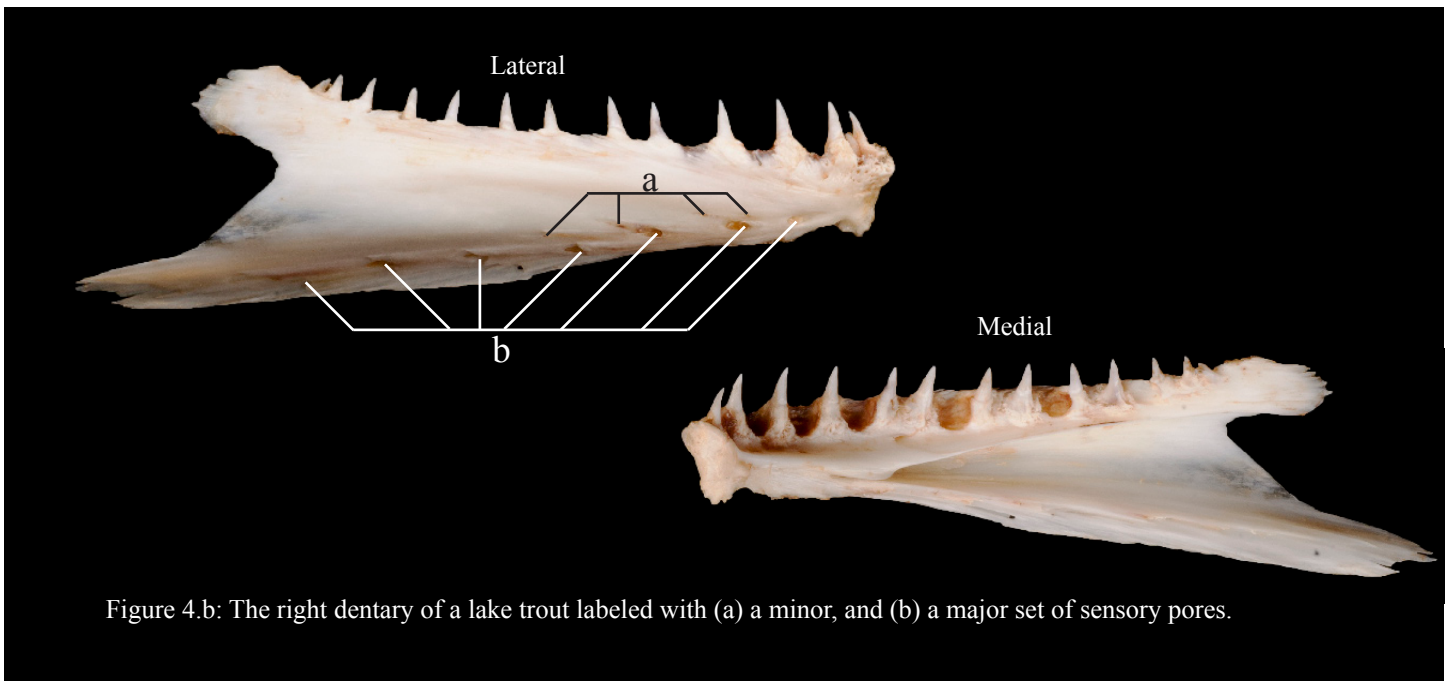 Lateral
a
b
Medial
Figure 4.b: The right dentary of a lake trout labeled with (a) a minor, and (b) a major set of sensory pores.